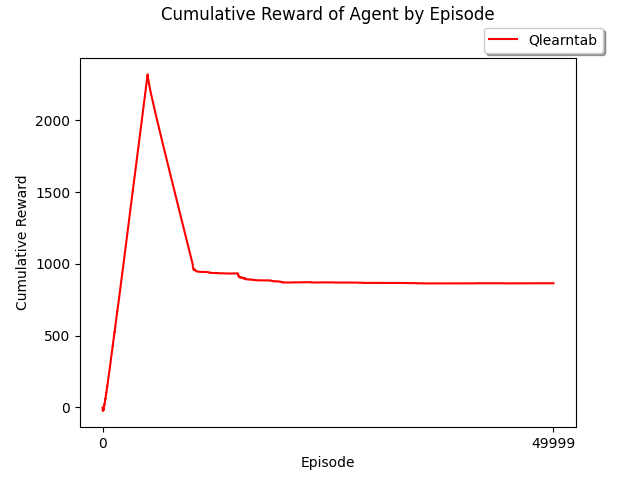 Cumulative Reward of Agent by Episode
Qlearntab
2000
1500
1000
500
0
Cumulative Reward
0 49999
Episode